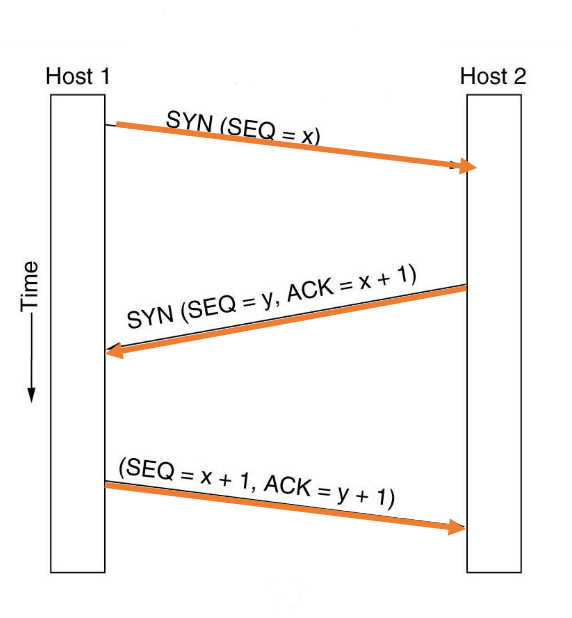 Host 1
Host 2
SYN (SEQ = x)
SYN (SEQ = y, ACK = x + 1)
Time
(SEQ = x + 1, ACK = y + 1)